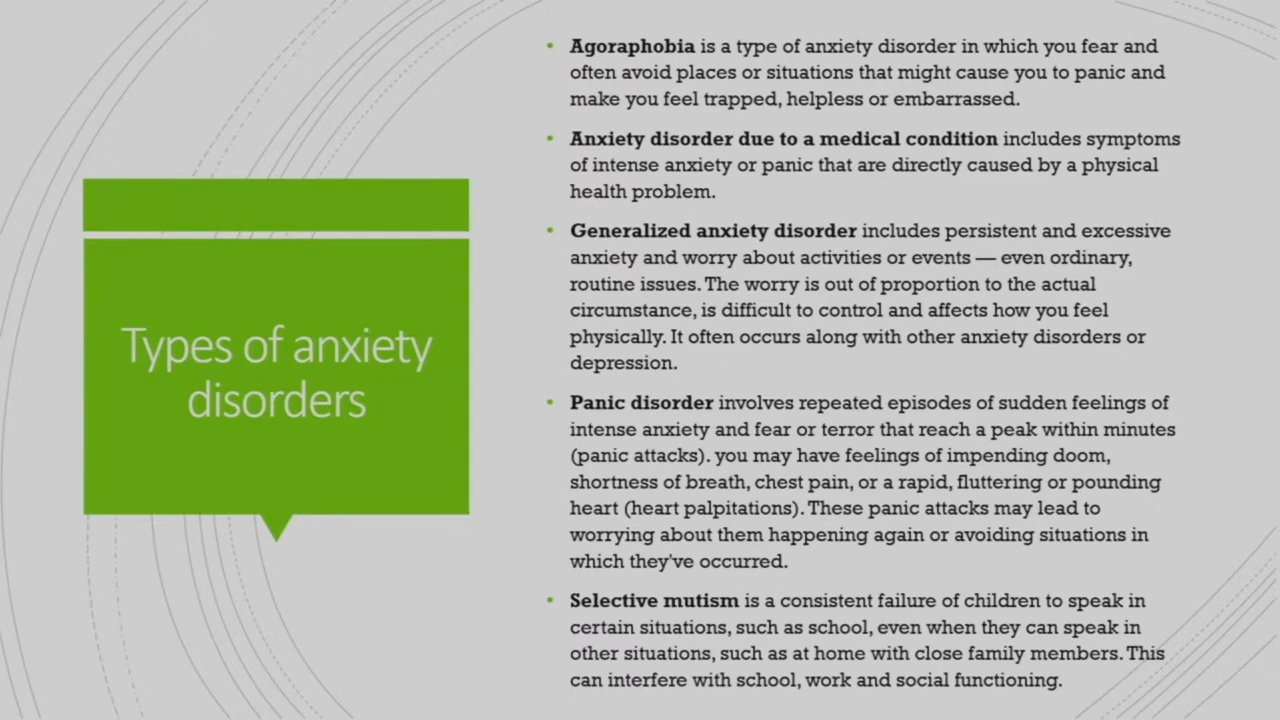 Types of anxiety
disorders
• Agoraphobia is a type of anxiety disorder in which you fear and
often avoid places or situations that might cause you to panic and
make you feel trapped, helpless or embarrassed.
• Anxiety disorder due to a medical condition includes symptoms
of intense anxiety or panic that are directly caused by a physical
health problem.
• Generalized anxiety disorder includes persistent and excessive
anxiety and worry about activities or events — even ordinary,
routine issues. The worry is out of proportion to the actual
circumstance, is difficult to control and affects how you feel
physically. It often occurs along with other anxiety disorders or
depression.
• Panic disorder involves repeated episodes of sudden feelings of
intense anxiety and fear or terror that reach a peak within minutes
(panic attacks). you may have feelings of impending doom,
shortness of breath, chest pain, or a rapid, fluttering or pounding
heart (heart palpitations). These panic attacks may lead to
worrying about them happening again or avoiding situations in
which they've occurred.
• Selective mutism is a consistent failure of children to speak in
certain situations, such as school, even when they can speak in
other situations, such as at home with close family members. This
can interfere with school, work and social functioning.